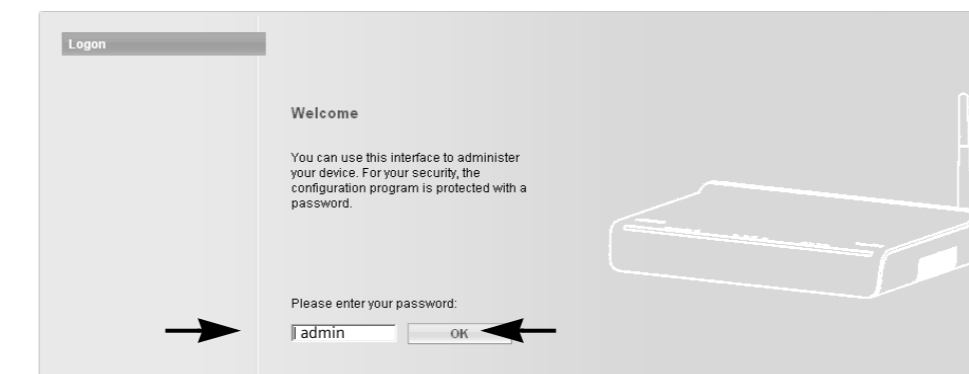 Logon
Welcome
You can use this interface to administer
your device. For your security, the
configuration program is protected with a
password.
Please enter your password:
admin
OK